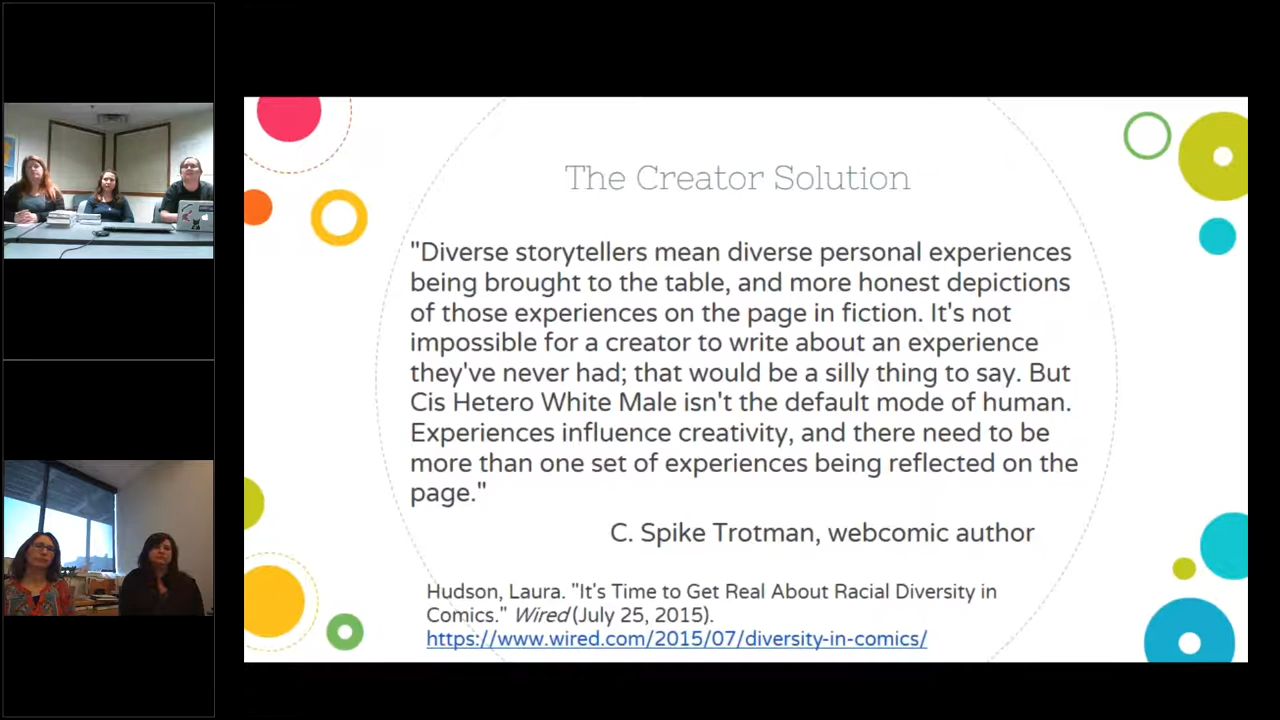 The Creator Solution
"Diverse storytellers mean diverse personal experiences
being brought to the table, and more honest depictions
of those experiences on the page in fiction. It's not
impossible for a creator to write about an experience
they've never had; that would be a silly thing to say. But
Cis Hetero White Male isn't the default mode of human.
Experiences influence creativity, and there need to be
more than one set of experiences being reflected on the
page."
C. Spike Trotman, webcomic author
Hudson, Laura. "It's Time to Get Real About Racial Diversity in
Comics." Wired (July 25, 2015).
https://www.wired.com/2015/07/diversity-in-comics/